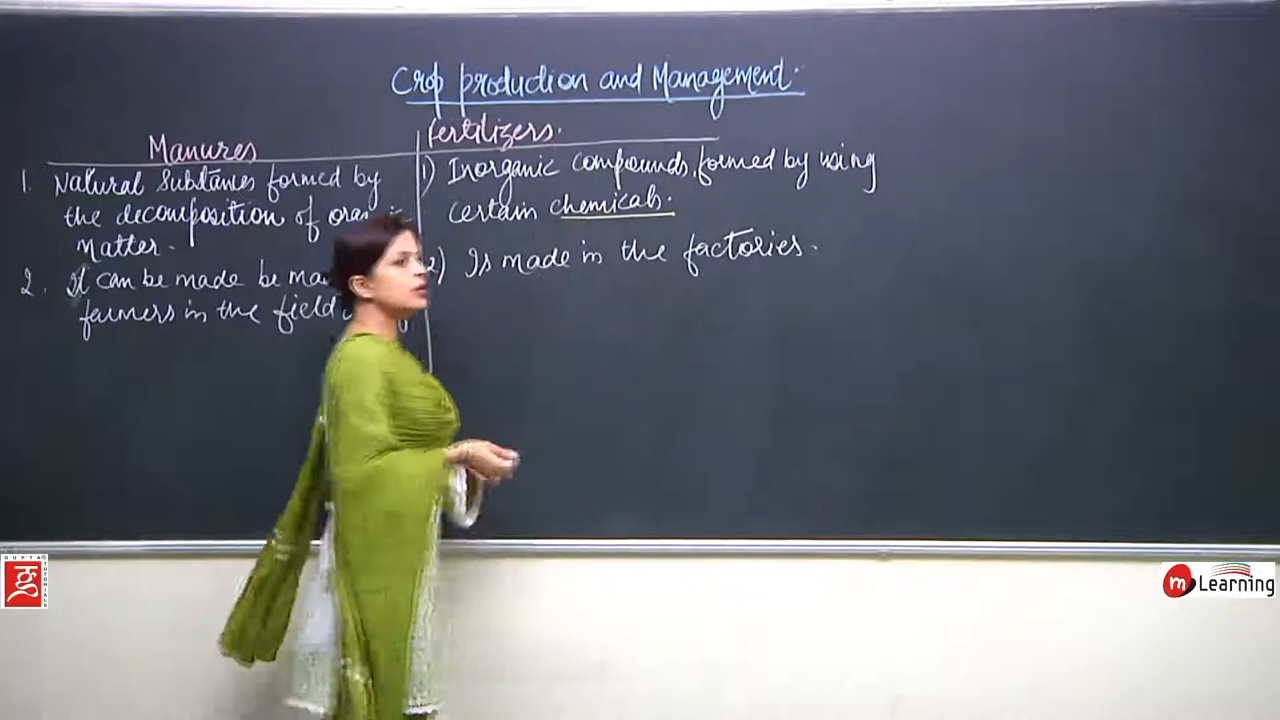 Crop production and Management.
Manures
1. Natural Substances formed by
the decomposition of
Matter.
2. It can be made be
farmers in the field
fertilizers.
1) Inorganic compounds, formed by using
certain chemicals.
2) Is made in the factories.
GUPTA
TUTORIALS
m Learning